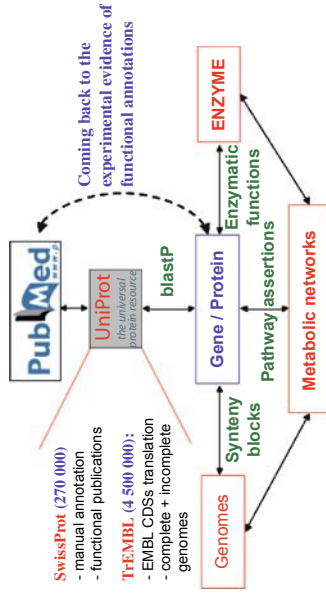 SwissProt (270 000)
- manual annotation
- functional publications
TrEMBL (4 500 000):
- EMBL CDSs translation
- complete + incomplete
genomes
PubMed
www.p
UniProt
the universal
protein resource
Coming back to the
experimental evidence of
functional annotations
blastP
Genomes
Synteny
blocks
Gene / Protein
Enzymatic
functions
ENZYME
Pathway assertions
Metabolic networks